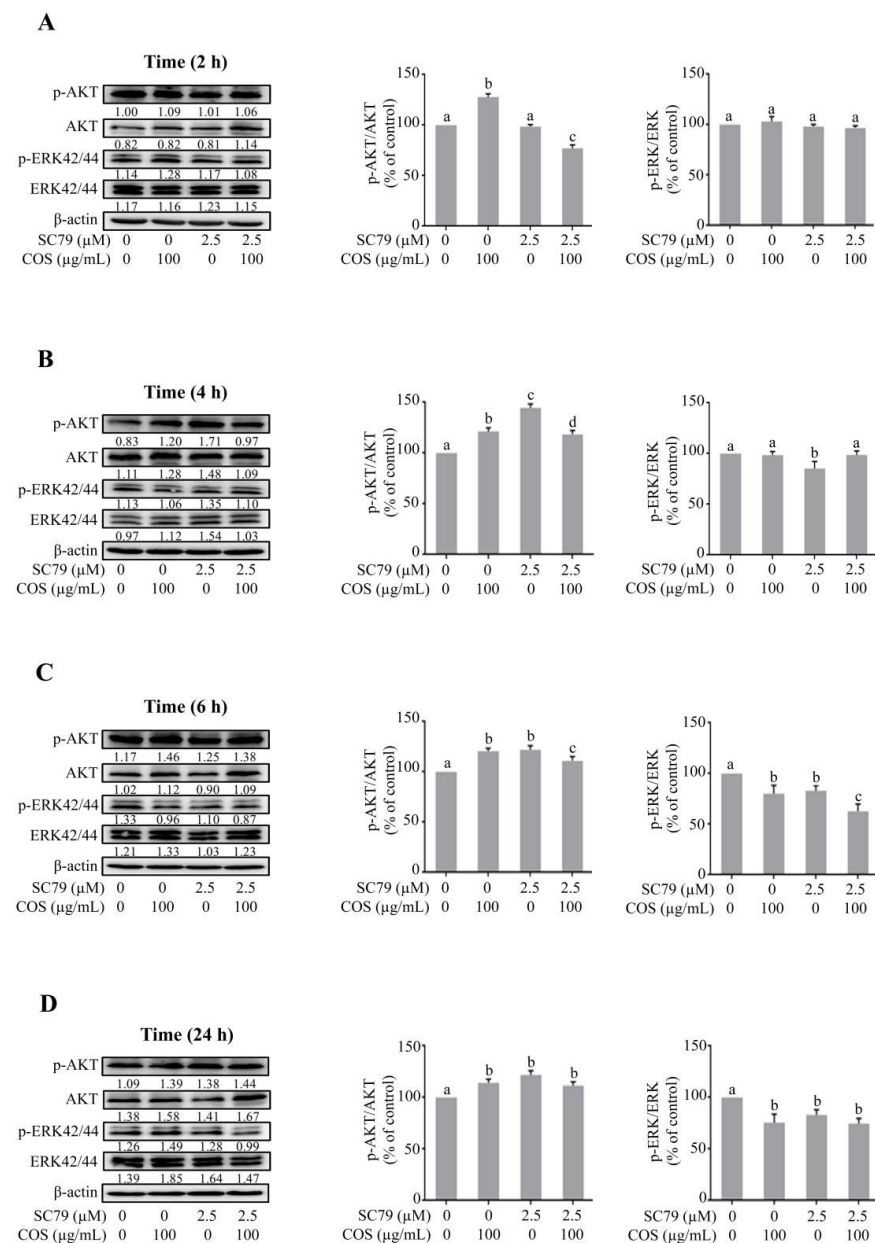 A
Time (2 h)
p-AKT
1.00 1.09 1.01 1.06
AKT
0.82 0.82 0.81 1.14
p-ERK42/44
1.14 1.28 1.17 1.08
ERK42/44
1.17 1.16 1.23 1.15
β-actin
SC79 (µM) 0 0 2.5 2.5
COS (µg/mL) 0 100 0 100
p-AKT/AKT
(% of control)
150
100
50
0
a b a c
SC79 (µM) 0 0 2.5 2.5
COS (µg/mL) 0 100 0 100
p-ERK/ERK
(% of control)
150
100
50
0
a a a a
SC79 (µM) 0 0 2.5 2.5
COS (µg/mL) 0 100 0 100
B
Time (4 h)
p-AKT
0.83 1.20 1.71 0.97
AKT
1.11 1.28 1.48 1.09
p-ERK42/44
1.13 1.06 1.35 1.10
ERK42/44
0.97 1.12 1.54 1.03
β-actin
SC79 (µM) 0 0 2.5 2.5
COS (µg/mL) 0 100 0 100
p-AKT/AKT
(% of control)
150
100
50
0
a b c d
SC79 (µM) 0 0 2.5 2.5
COS (µg/mL) 0 100 0 100
p-ERK/ERK
(% of control)
150
100
50
0
a a b a
SC79 (µM) 0 0 2.5 2.5
COS (µg/mL) 0 100 0 100
C
Time (6 h)
p-AKT
1.17 1.46 1.25 1.38
AKT
1.02 1.12 0.90 1.09
p-ERK42/44
1.33 0.96 1.10 0.87
ERK42/44
1.21 1.33 1.03 1.23
β-actin
SC79 (µM) 0 0 2.5 2.5
COS (µg/mL) 0 100 0 100
p-AKT/AKT
(% of control)
150
100
50
0
a b b c
SC79 (µM) 0 0 2.5 2.5
COS (µg/mL) 0 100 0 100
p-ERK/ERK
(% of control)
150
100
50
0
a b b c
SC79 (µM) 0 0 2.5 2.5
COS (µg/mL) 0 100 0 100
D
Time (24 h)
p-AKT
1.09 1.39 1.38 1.44
AKT
1.38 1.58 1.41 1.67
p-ERK42/44
1.26 1.49 1.28 0.99
ERK42/44
1.39 1.85 1.64 1.47
β-actin
SC79 (µM) 0 0 2.5 2.5
COS (µg/mL) 0 100 0 100
p-AKT/AKT
(% of control)
150
100
50
0
a b b b
SC79 (µM) 0 0 2.5 2.5
COS (µg/mL) 0 100 0 100
p-ERK/ERK
(% of control)
150
100
50
0
a b b b
SC79 (µM) 0 0 2.5 2.5
COS (µg/mL) 0 100 0 100